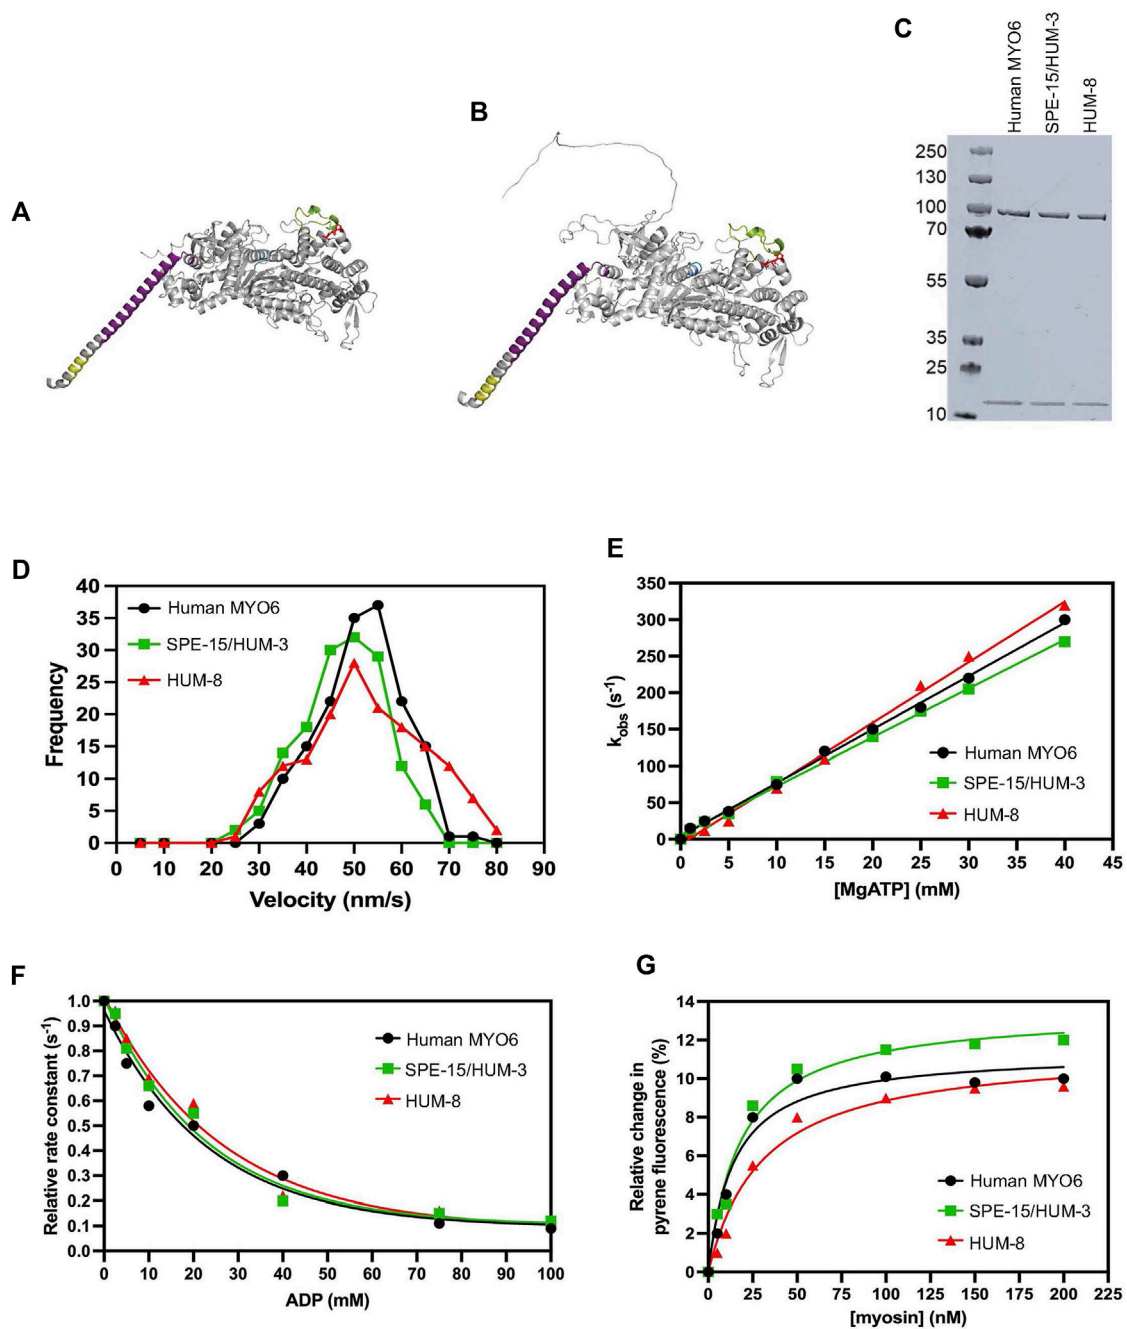 A
B
C
Human MYO6
SPE-15/HUM-3
HUM-8
250
130
100
70
55
35
25
10
D
40
35
30
25
20
15
10
5
0
Frequency
Human MYO6
SPE-15/HUM-3
HUM-8
0 10 20 30 40 50 60 70 80 90
Velocity (nm/s)
E
350
300
250
200
150
100
50
0
kobs (s-1)
Human MYO6
SPE-15/HUM-3
HUM-8
0 5 10 15 20 25 30 35 40 45
[MgATP] (mM)
F
1.0
0.9
0.8
0.7
0.6
0.5
0.4
0.3
0.2
0.1
0.0
Relative rate constant (s-1)
Human MYO6
SPE-15/HUM-3
HUM-8
0 10 20 30 40 50 60 70 80 90 100
ADP (mM)
G
14
12
10
8
6
4
2
0
Relative change in
pyrene fluorescence (%)
Human MYO6
SPE-15/HUM-3
HUM-8
0 25 50 75 100 125 150 175 200 225
[myosin] (nM)